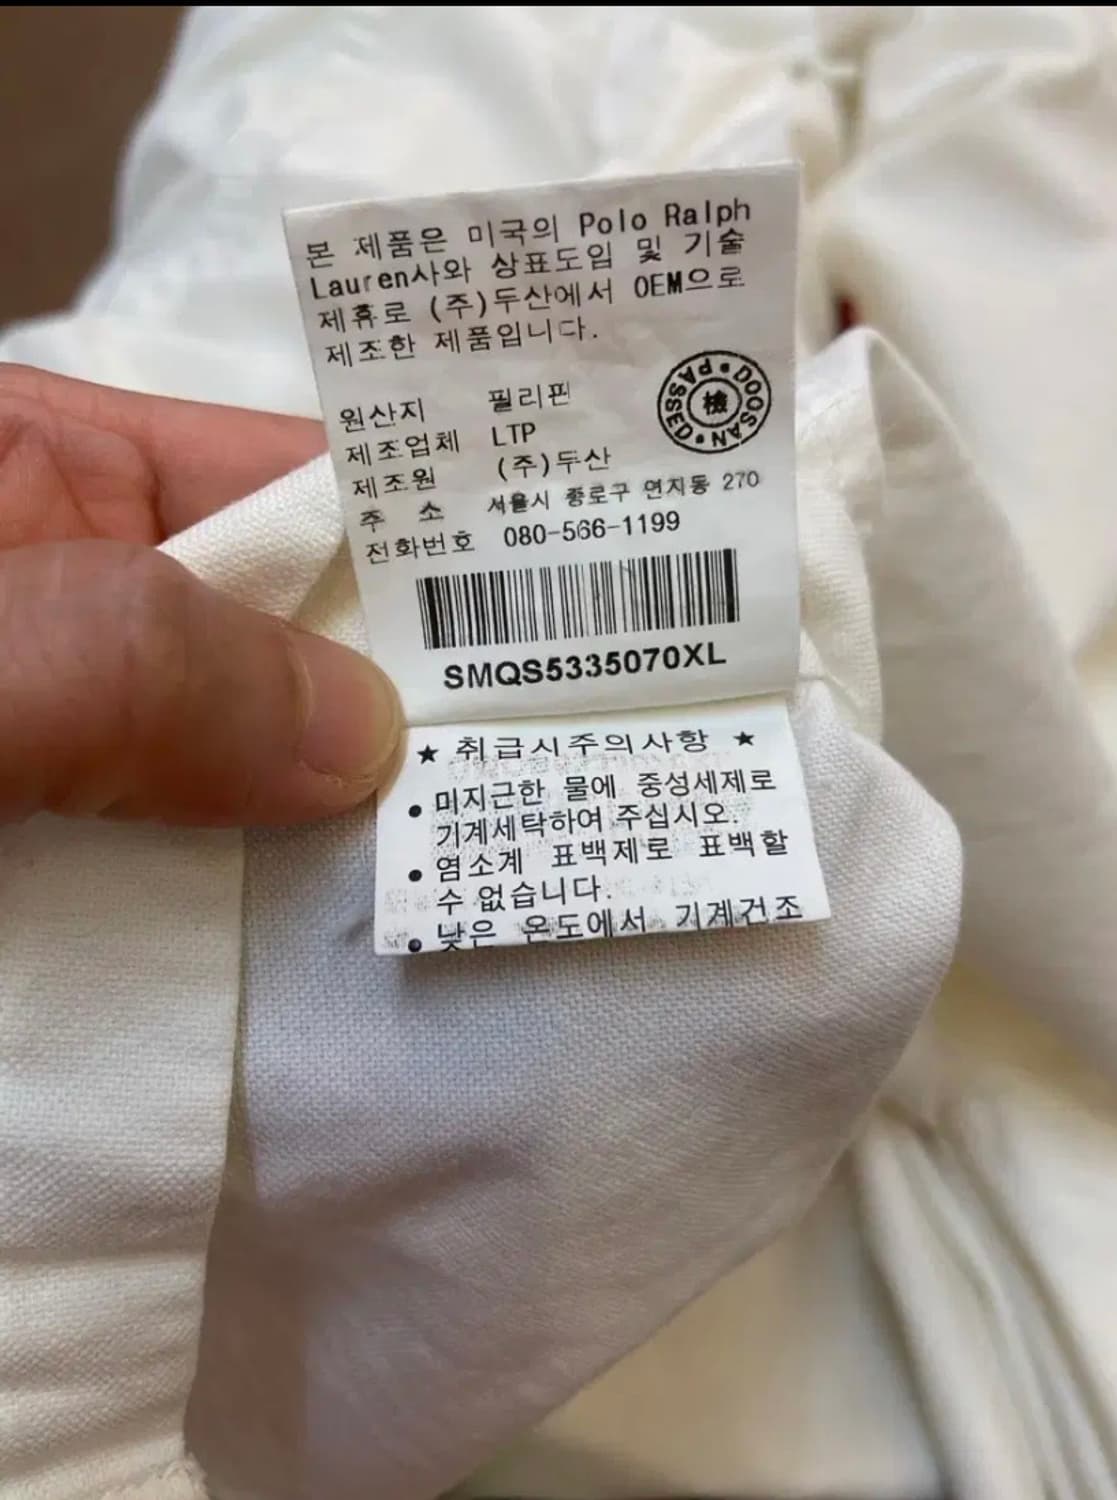 본 제품은 미국의 Polo Ralph
Lauren사와 상표도입 및 기술
제휴로 (주)두산에서 OEM으로
제조한 제품입니다.
원산지 필리핀
제조업체 LTP
제조원 (주)두산
주 소 서울시 종로구 연지동 270
전화번호 080-566-1199
PASSED • DOOSAN •
檢
SMQS5335070XL
★ 취급시주의사항 ★
• 미지근한 물에 중성세제로
기계세탁하여 주십시오.
• 염소계 표백제로 표백할
수 없습니다.
• 낮은 온도에서 기계건조